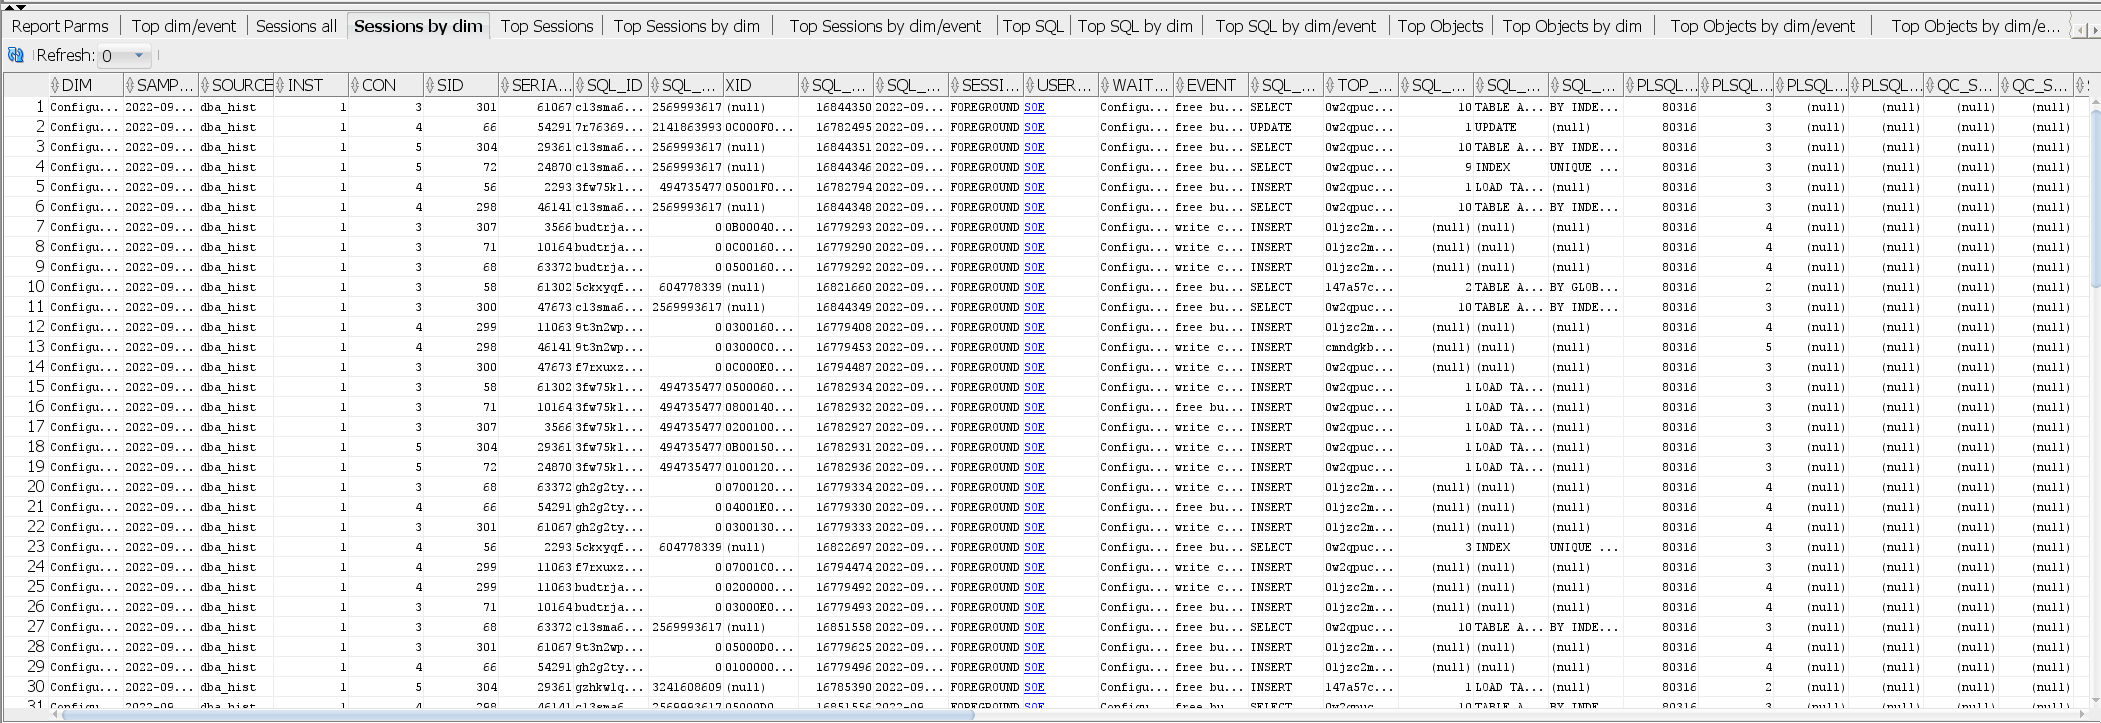 Report Parms Top dim/event Sessions all Sessions by dim Top Sessions Top Sessions by dim Top Sessions by dim/event Top SQL Top SQL by dim Top SQL by dim/event Top Objects Top Objects by dim Top Objects by dim/event Top Objects by dim/e...
Refresh: 0
DIM SAMP... SOURCE INST CON SID SERIA... SQL_ID SQL_... XID SQL_... SQL_... SESSI... USER... WAIT... EVENT SQL_... TOP_... SQL_... SQL_... SQL_... PLSQL... PLSQL... PLSQL... PLSQL... QC_S... QC_S...
1 Configu... 2022-09... dba_hist 1 3 301 61067 cl3sma6... 2569993617 (null) 16844350 2022-09... FOREGROUND SOE Configu... free bu... SELECT 0w2qpuc... 10 TABLE A... BY INDE... 80316 3 (null) (null) (null) (null)
2 Configu... 2022-09... dba_hist 1 4 66 54291 7r76369... 2141863993 0C000F0... 16782495 2022-09... FOREGROUND SOE Configu... free bu... UPDATE 0w2qpuc... 1 UPDATE (null) 80316 3 (null) (null) (null) (null)
3 Configu... 2022-09... dba_hist 1 5 304 29361 cl3sma6... 2569993617 (null) 16844351 2022-09... FOREGROUND SOE Configu... free bu... SELECT 0w2qpuc... 10 TABLE A... BY INDE... 80316 3 (null) (null) (null) (null)
4 Configu... 2022-09... dba_hist 1 5 72 24870 cl3sma6... 2569993617 (null) 16844346 2022-09... FOREGROUND SOE Configu... free bu... SELECT 0w2qpuc... 9 INDEX UNIQUE ... 80316 3 (null) (null) (null) (null)
5 Configu... 2022-09... dba_hist 1 4 56 2293 3fw75kl... 494735477 05001F0... 16782794 2022-09... FOREGROUND SOE Configu... free bu... INSERT 0w2qpuc... 1 LOAD TA... (null) 80316 3 (null) (null) (null) (null)
6 Configu... 2022-09... dba_hist 1 4 298 46141 cl3sma6... 2569993617 (null) 16844348 2022-09... FOREGROUND SOE Configu... free bu... SELECT 0w2qpuc... 10 TABLE A... BY INDE... 80316 3 (null) (null) (null) (null)
7 Configu... 2022-09... dba_hist 1 3 307 3566 budtrja... 0 0B00040... 16779293 2022-09... FOREGROUND SOE Configu... write c... INSERT 01jzc2m... (null) (null) (null) 80316 4 (null) (null) (null) (null)
8 Configu... 2022-09... dba_hist 1 3 71 10164 budtrja... 0 0C00160... 16779290 2022-09... FOREGROUND SOE Configu... write c... INSERT 01jzc2m... (null) (null) (null) 80316 4 (null) (null) (null) (null)
9 Configu... 2022-09... dba_hist 1 3 68 63372 budtrja... 0 0500160... 16779292 2022-09... FOREGROUND SOE Configu... write c... INSERT 01jzc2m... (null) (null) (null) 80316 4 (null) (null) (null) (null)
10 Configu... 2022-09... dba_hist 1 3 58 61302 5ckxyqf... 604778339 (null) 16821660 2022-09... FOREGROUND SOE Configu... free bu... SELECT 147a57c... 2 TABLE A... BY GLOB... 80316 2 (null) (null) (null) (null)
11 Configu... 2022-09... dba_hist 1 3 300 47673 cl3sma6... 2569993617 (null) 16844349 2022-09... FOREGROUND SOE Configu... free bu... SELECT 0w2qpuc... 10 TABLE A... BY INDE... 80316 3 (null) (null) (null) (null)
12 Configu... 2022-09... dba_hist 1 4 299 11063 9t3n2wp... 0 0300160... 16779408 2022-09... FOREGROUND SOE Configu... free bu... INSERT 01jzc2m... (null) (null) (null) 80316 4 (null) (null) (null) (null)
13 Configu... 2022-09... dba_hist 1 4 298 46141 9t3n2wp... 0 03000C0... 16779453 2022-09... FOREGROUND SOE Configu... write c... INSERT cmndgkb... (null) (null) (null) 80316 5 (null) (null) (null) (null)
14 Configu... 2022-09... dba_hist 1 3 300 47673 f7rxuxz... 0 0C000E0... 16794487 2022-09... FOREGROUND SOE Configu... write c... INSERT 0w2qpuc... (null) (null) (null) 80316 3 (null) (null) (null) (null)
15 Configu... 2022-09... dba_hist 1 3 58 61302 3fw75kl... 494735477 0500060... 16782934 2022-09... FOREGROUND SOE Configu... free bu... INSERT 0w2qpuc... 1 LOAD TA... (null) 80316 3 (null) (null) (null) (null)
16 Configu... 2022-09... dba_hist 1 3 71 10164 3fw75kl... 494735477 0800140... 16782932 2022-09... FOREGROUND SOE Configu... free bu... INSERT 0w2qpuc... 1 LOAD TA... (null) 80316 3 (null) (null) (null) (null)
17 Configu... 2022-09... dba_hist 1 3 307 3566 3fw75kl... 494735477 0200100... 16782927 2022-09... FOREGROUND SOE Configu... write c... INSERT 0w2qpuc... 1 LOAD TA... (null) 80316 3 (null) (null) (null) (null)
18 Configu... 2022-09... dba_hist 1 5 304 29361 3fw75kl... 494735477 0B00150... 16782931 2022-09... FOREGROUND SOE Configu... free bu... INSERT 0w2qpuc... 1 LOAD TA... (null) 80316 3 (null) (null) (null) (null)
19 Configu... 2022-09... dba_hist 1 5 72 24870 3fw75kl... 494735477 0100120... 16782936 2022-09... FOREGROUND SOE Configu... write c... INSERT 0w2qpuc... 1 LOAD TA... (null) 80316 3 (null) (null) (null) (null)
20 Configu... 2022-09... dba_hist 1 3 68 63372 gh2g2ty... 0 0700120... 16779334 2022-09... FOREGROUND SOE Configu... write c... INSERT 01jzc2m... (null) (null) (null) 80316 4 (null) (null) (null) (null)
21 Configu... 2022-09... dba_hist 1 4 66 54291 gh2g2ty... 0 04001E0... 16779330 2022-09... FOREGROUND SOE Configu... free bu... INSERT 01jzc2m... (null) (null) (null) 80316 4 (null) (null) (null) (null)
22 Configu... 2022-09... dba_hist 1 3 301 61067 gh2g2ty... 0 0300130... 16779333 2022-09... FOREGROUND SOE Configu... write c... INSERT 01jzc2m... (null) (null) (null) 80316 4 (null) (null) (null) (null)
23 Configu... 2022-09... dba_hist 1 4 56 2293 5ckxyqf... 604778339 (null) 16822697 2022-09... FOREGROUND SOE Configu... free bu... SELECT 0w2qpuc... 3 INDEX UNIQUE ... 80316 3 (null) (null) (null) (null)
24 Configu... 2022-09... dba_hist 1 4 299 11063 f7rxuxz... 0 07001C0... 16794474 2022-09... FOREGROUND SOE Configu... free bu... INSERT 0w2qpuc... (null) (null) (null) 80316 3 (null) (null) (null) (null)
25 Configu... 2022-09... dba_hist 1 4 299 11063 budtrja... 0 0200000... 16779492 2022-09... FOREGROUND SOE Configu... write c... INSERT 01jzc2m... (null) (null) (null) 80316 4 (null) (null) (null) (null)
26 Configu... 2022-09... dba_hist 1 3 71 10164 budtrja... 0 03000E0... 16779493 2022-09... FOREGROUND SOE Configu... free bu... INSERT 01jzc2m... (null) (null) (null) 80316 4 (null) (null) (null) (null)
27 Configu... 2022-09... dba_hist 1 3 68 63372 cl3sma6... 2569993617 (null) 16851558 2022-09... FOREGROUND SOE Configu... free bu... SELECT 0w2qpuc... 10 TABLE A... BY INDE... 80316 3 (null) (null) (null) (null)
28 Configu... 2022-09... dba_hist 1 3 301 61067 9t3n2wp... 0 05000D0... 16779625 2022-09... FOREGROUND SOE Configu... free bu... INSERT 01jzc2m... (null) (null) (null) 80316 4 (null) (null) (null) (null)
29 Configu... 2022-09... dba_hist 1 4 66 54291 gh2g2ty... 0 0100000... 16779496 2022-09... FOREGROUND SOE Configu... free bu... INSERT 01jzc2m... (null) (null) (null) 80316 4 (null) (null) (null) (null)
30 Configu... 2022-09... dba_hist 1 5 304 29361 gzhkwlq... 3241608609 (null) 16785390 2022-09... FOREGROUND SOE Configu... free bu... INSERT 147a57c... 1 LOAD TA... (null) 80316 2 (null) (null) (null) (null)
31 Configu... 2022-09... dba_hist 1 4 298 46141 cl3sma6... 2569993617 05000D0... 16851556 2022-09... FOREGROUND SOE Configu... free bu... SELECT 0w2qpuc... 10 TABLE A... BY INDE... 80316 3 (null) (null) (null) (null)